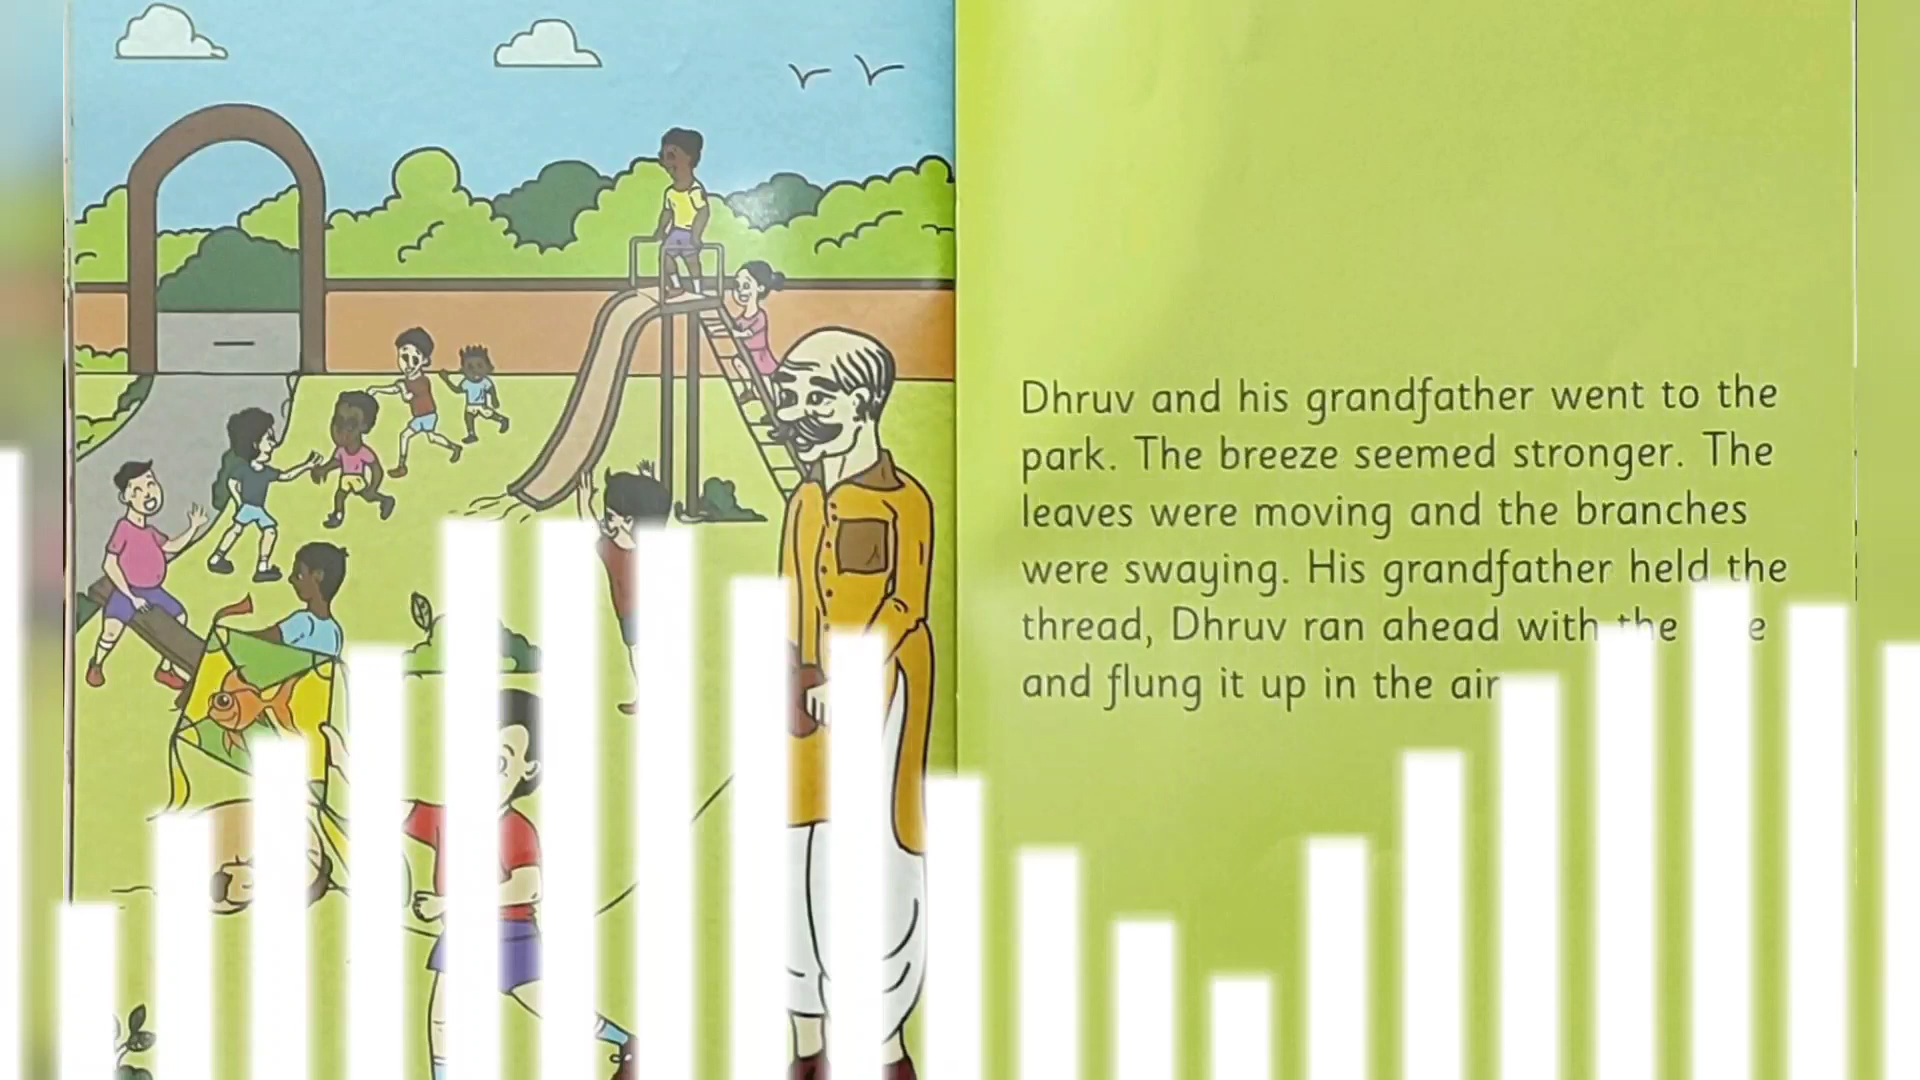 Dhruv and his grandfather went to the
park. The breeze seemed stronger. The
leaves were moving and the branches
were swaying. His grandfather held the
thread, Dhruv ran ahead with the
and flung it up in the air